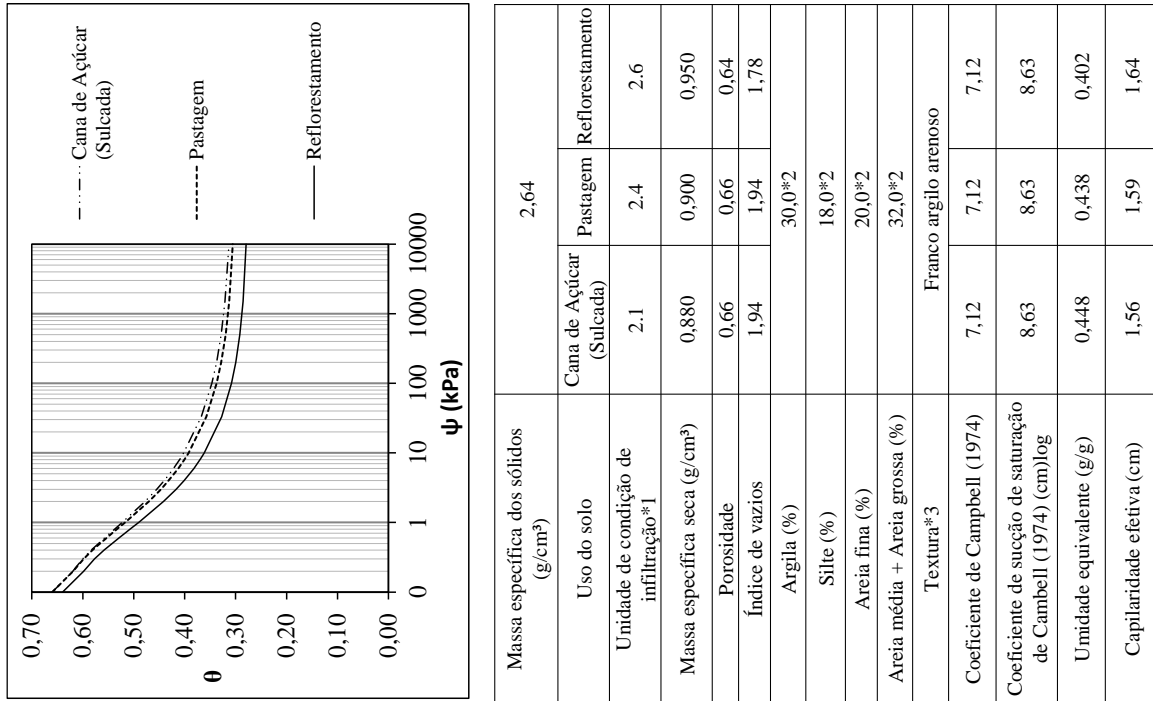 0,70
0,60
0,50
0,40
0,30
0,20
0,10
0,00
θ
0
1
10
100
1000
10000
ψ (kPa)
Cana de Açúcar
(Sulcada)
Pastagem
Reflorestamento
Massa específica dos sólidos
(g/cm³)
2,64
Uso do solo
Cana de Açúcar
(Sulcada)
Pastagem
Reflorestamento
Unidade de condição de
infiltração*1
2.1
2.4
2.6
Massa específica seca (g/cm³)
0,880
0,900
0,950
Porosidade
0,66
0,66
0,64
Índice de vazios
1,94
1,94
1,78
Argila (%)
30,0*2
Silte (%)
18,0*2
Areia fina (%)
20,0*2
Areia média + Areia grossa (%)
32,0*2
Textura*3
Franco argilo arenoso
Coeficiente de Campbell (1974)
7,12
7,12
7,12
Coeficiente de sucção de saturação
de Cambell (1974) (cm)log
8,63
8,63
8,63
Umidade equivalente (g/g)
0,448
0,438
0,402
Capilaridade efetiva (cm)
1,56
1,59
1,64